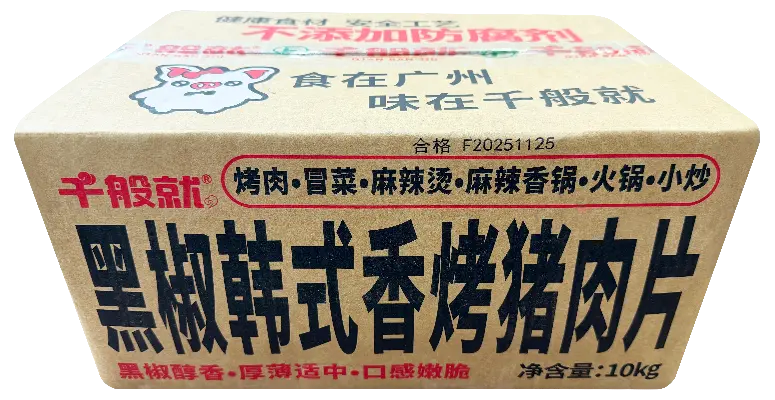 健康食材 安全工艺
不添加防腐剂
千般就
食在广州
味在千般就
合格 F20251125
千般就®
烤肉·冒菜·麻辣烫·麻辣香锅·火锅·小炒
黑椒韩式香烤猪肉片
黑椒醇香·厚薄适中·口感嫩脆
净含量:10kg